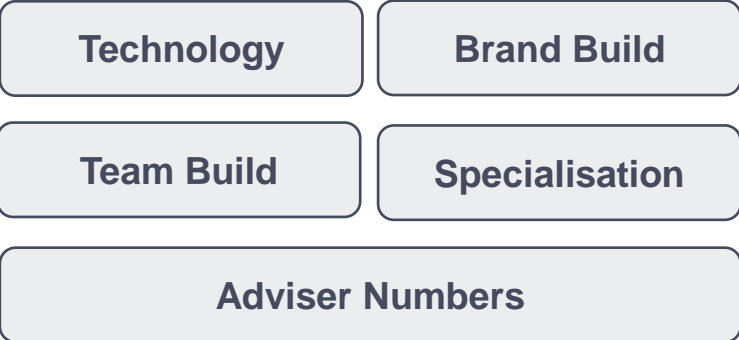 Technology
Brand Build
Team Build
Specialisation
Adviser Numbers